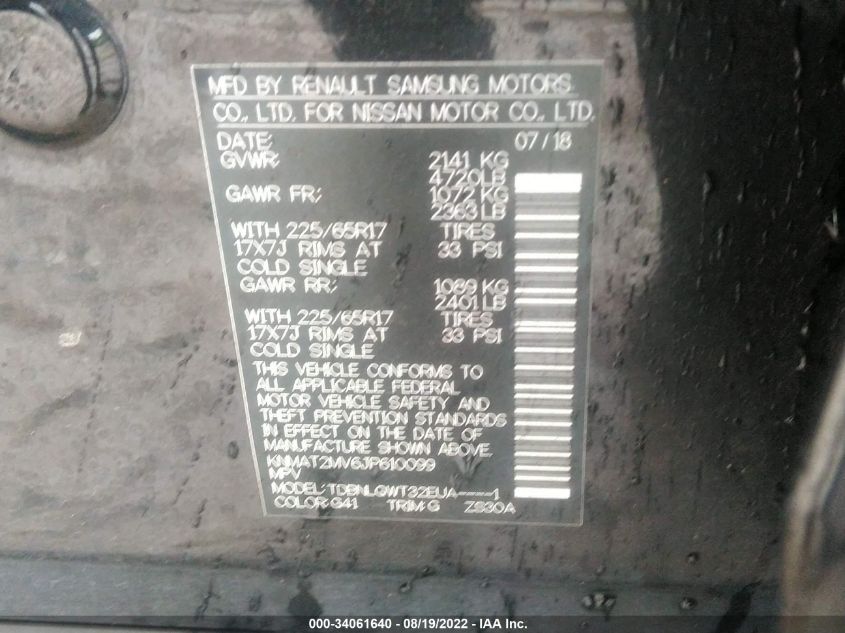 MFD BY RENAULT SAMSUNG MOTORS
CO., LTD. FOR NISSAN MOTOR CO., LTD.
DATE: 07/18
GVWR: 2141 KG
4720LB
GAWR FR: 1072 KG
2363 LB
WITH 225/65R17 TIRES
17X7J RIMS AT 33 PSI
COLD SINGLE
GAWR RR: 1089 KG
2401 LB
WITH 225/65R17 TIRES
17X7J RIMS AT 33 PSI
COLD SINGLE
THIS VEHICLE CONFORMS TO
ALL APPLICABLE FEDERAL
MOTOR VEHICLE SAFETY AND
THEFT PREVENTION STANDARDS
IN EFFECT ON THE DATE OF
MANUFACTURE SHOWN ABOVE.
KNMAT2MV6JP610099
MPV
MODEL: TDBNLGWT32EUA----1
COLOR: G41 TRIM: G ZS30A
000-34061640 - 08/19/2022 - IAA Inc.